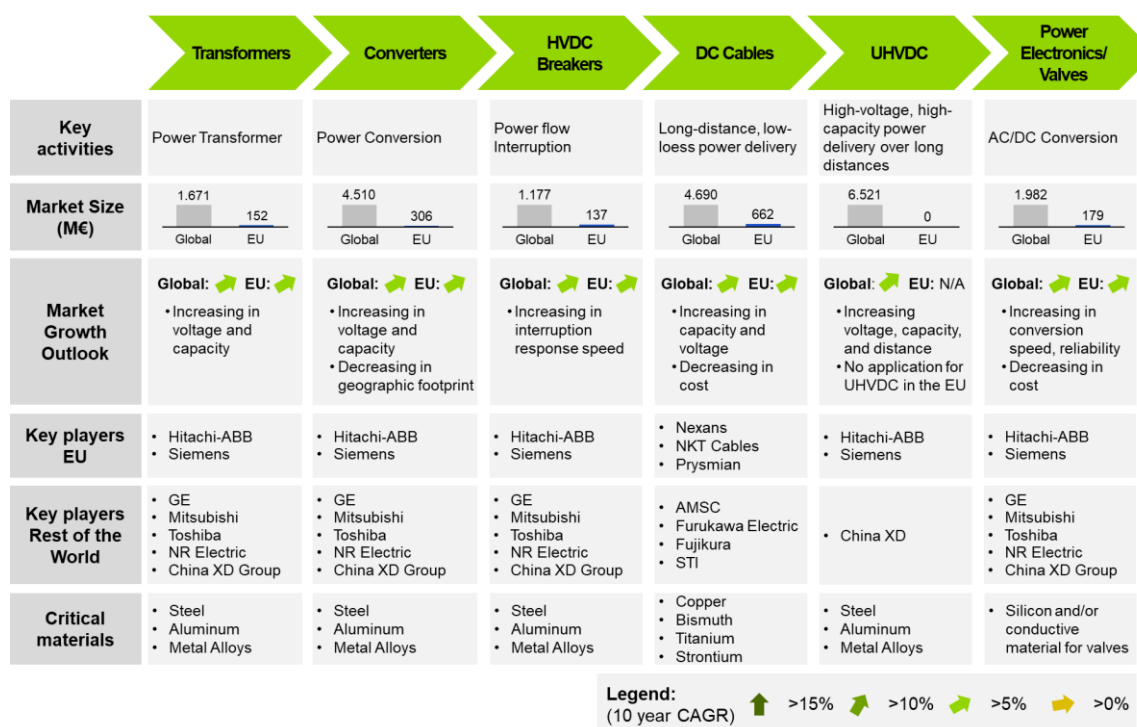 Transformers
Converters
HVDC
Breakers
DC Cables
UHVDC
Power
Electronics/
Valves
Key
activities
Power Transformer
Power Conversion
Power flow
Interruption
Long-distance, low-
loess power delivery
High-voltage, high-
capacity power
delivery over long
distances
AC/DC Conversion
Market Size
(M€)
1.671
152
Global
EU
4.510
306
Global
EU
1.177
137
Global
EU
4.690
662
Global
EU
6.521
0
Global
EU
1.982
179
Global
EU
Market
Growth
Outlook
Global: EU:
• Increasing in
voltage and
capacity
Global: EU:
• Increasing in
voltage and
capacity
• Decreasing in
geographic footprint
Global: EU:
• Increasing in
interruption
response speed
Global: EU:
• Increasing in
capacity and
voltage
• Decreasing in
cost
Global: EU: N/A
• Increasing
voltage, capacity,
and distance
• No application for
UHVDC in the EU
Global: EU:
• Increasing in
conversion
speed, reliability
• Decreasing in
cost
Key players
EU
• Hitachi-ABB
• Siemens
• Hitachi-ABB
• Siemens
• Hitachi-ABB
• Siemens
• Nexans
• NKT Cables
• Prysmian
• Hitachi-ABB
• Siemens
• Hitachi-ABB
• Siemens
Key players
Rest of the
World
• GE
• Mitsubishi
• Toshiba
• NR Electric
• China XD Group
• GE
• Mitsubishi
• Toshiba
• NR Electric
• China XD Group
• GE
• Mitsubishi
• Toshiba
• NR Electric
• China XD Group
• AMSC
• Furukawa Electric
• Fujikura
• STI
• China XD
• GE
• Mitsubishi
• Toshiba
• NR Electric
• China XD Group
Critical
materials
• Steel
• Aluminum
• Metal Alloys
• Steel
• Aluminum
• Metal Alloys
• Steel
• Aluminum
• Metal Alloys
• Copper
• Bismuth
• Titanium
• Strontium
• Steel
• Aluminum
• Metal Alloys
• Silicon and/or
conductive
material for valves
Legend:
(10 year CAGR)
>15%
>10%
>5%
>0%